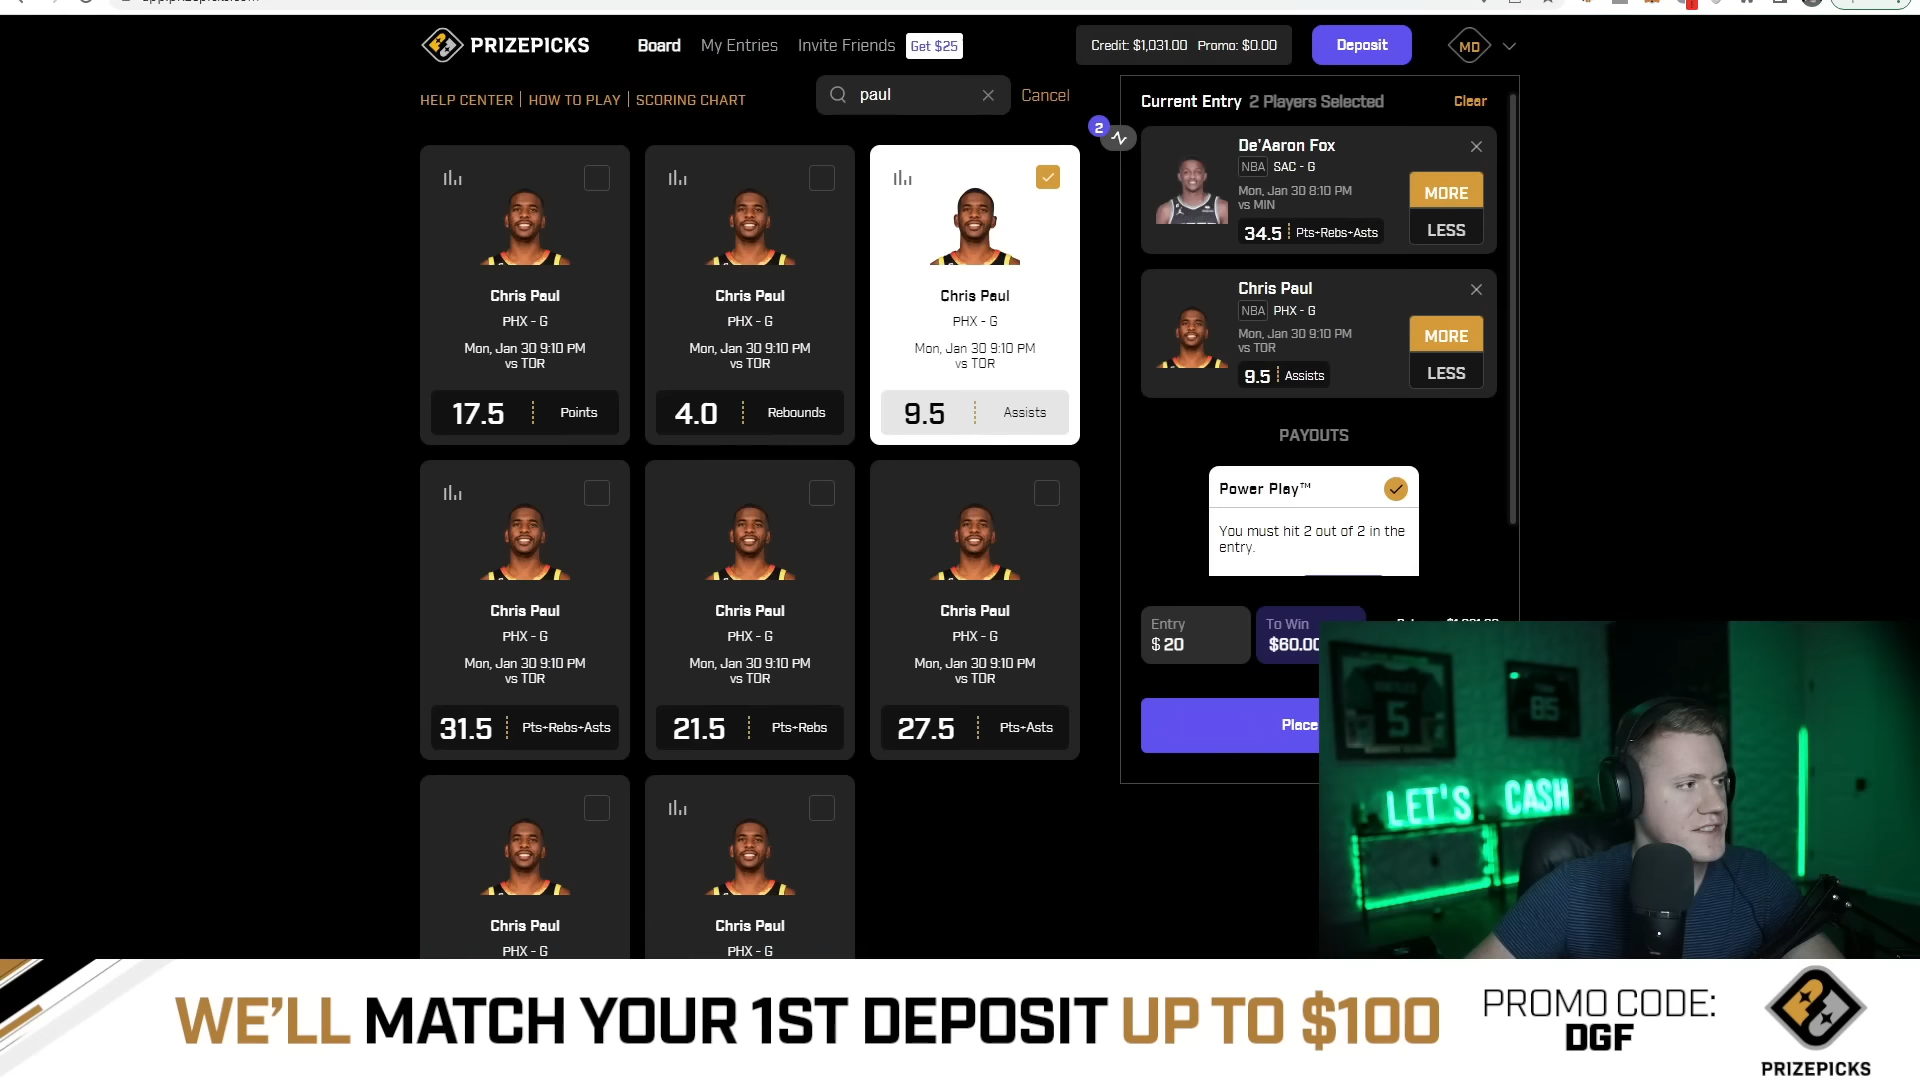 PRIZEPICKS
Board
My Entries
Invite Friends
Get $25
Credit: $1,031.00 Promo: $0.00
Deposit
MD
HELP CENTER
HOW TO PLAY
SCORING CHART
paul
Cancel
Chris Paul
PHX - G
Mon, Jan 30 9:10 PM
vs TOR
17.5
Points
Chris Paul
PHX - G
Mon, Jan 30 9:10 PM
vs TOR
4.0
Rebounds
Chris Paul
PHX - G
Mon, Jan 30 9:10 PM
vs TOR
9.5
Assists
Chris Paul
PHX - G
Mon, Jan 30 9:10 PM
vs TOR
31.5
Pts+Rebs+Asts
Chris Paul
PHX - G
Mon, Jan 30 9:10 PM
vs TOR
21.5
Pts+Rebs
Chris Paul
PHX - G
Mon, Jan 30 9:10 PM
vs TOR
27.5
Pts+Asts
Chris Paul
PHX - G
Chris Paul
PHX - G
2
Current Entry 2 Players Selected
Clear
De'Aaron Fox
NBA SAC - G
Mon, Jan 30 8:10 PM
vs MIN
34.5 Pts+Rebs+Asts
MORE
LESS
Chris Paul
NBA PHX - G
Mon, Jan 30 9:10 PM
vs TOR
9.5 Assists
MORE
LESS
PAYOUTS
Power Play™
You must hit 2 out of 2 in the
entry.
Entry
$ 20
To Win
$60.00
Place
5
85
LET'S CASH
WE'LL MATCH YOUR 1ST DEPOSIT UP TO $100
PROMO CODE:
DGF
PRIZEPICKS